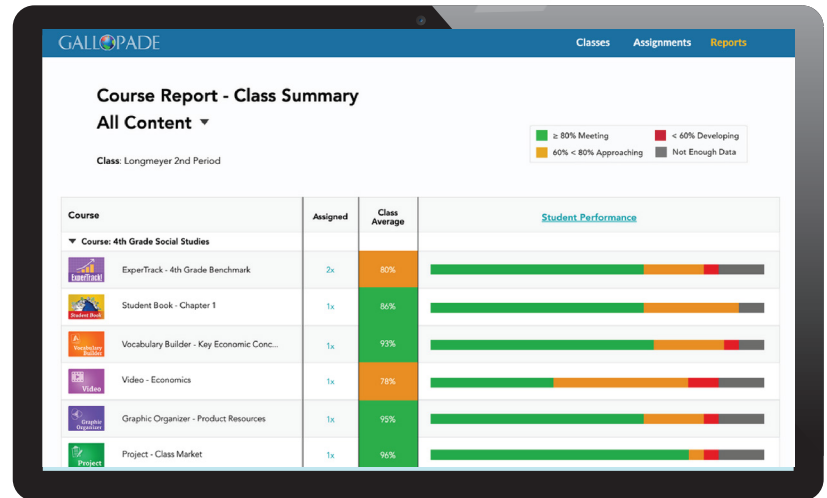 GALLOPADE
Classes Assignments Reports
Course Report - Class Summary
All Content
≥ 80% Meeting < 60% Developing
60% < 80% Approaching Not Enough Data
Class: Longmeyer 2nd Period
Course Assigned Class Average Student Performance
Course: 4th Grade Social Studies
ExperTrack! ExperTrack - 4th Grade Benchmark 2x 80%
Student Book Student Book - Chapter 1 1x 86%
Vocabulary Builder Vocabulary Builder - Key Economic Conc... 1x 93%
Video Video - Economics 1x 78%
Graphic Organizer Graphic Organizer - Product Resources 1x 95%
Project Project - Class Market 1x 96%